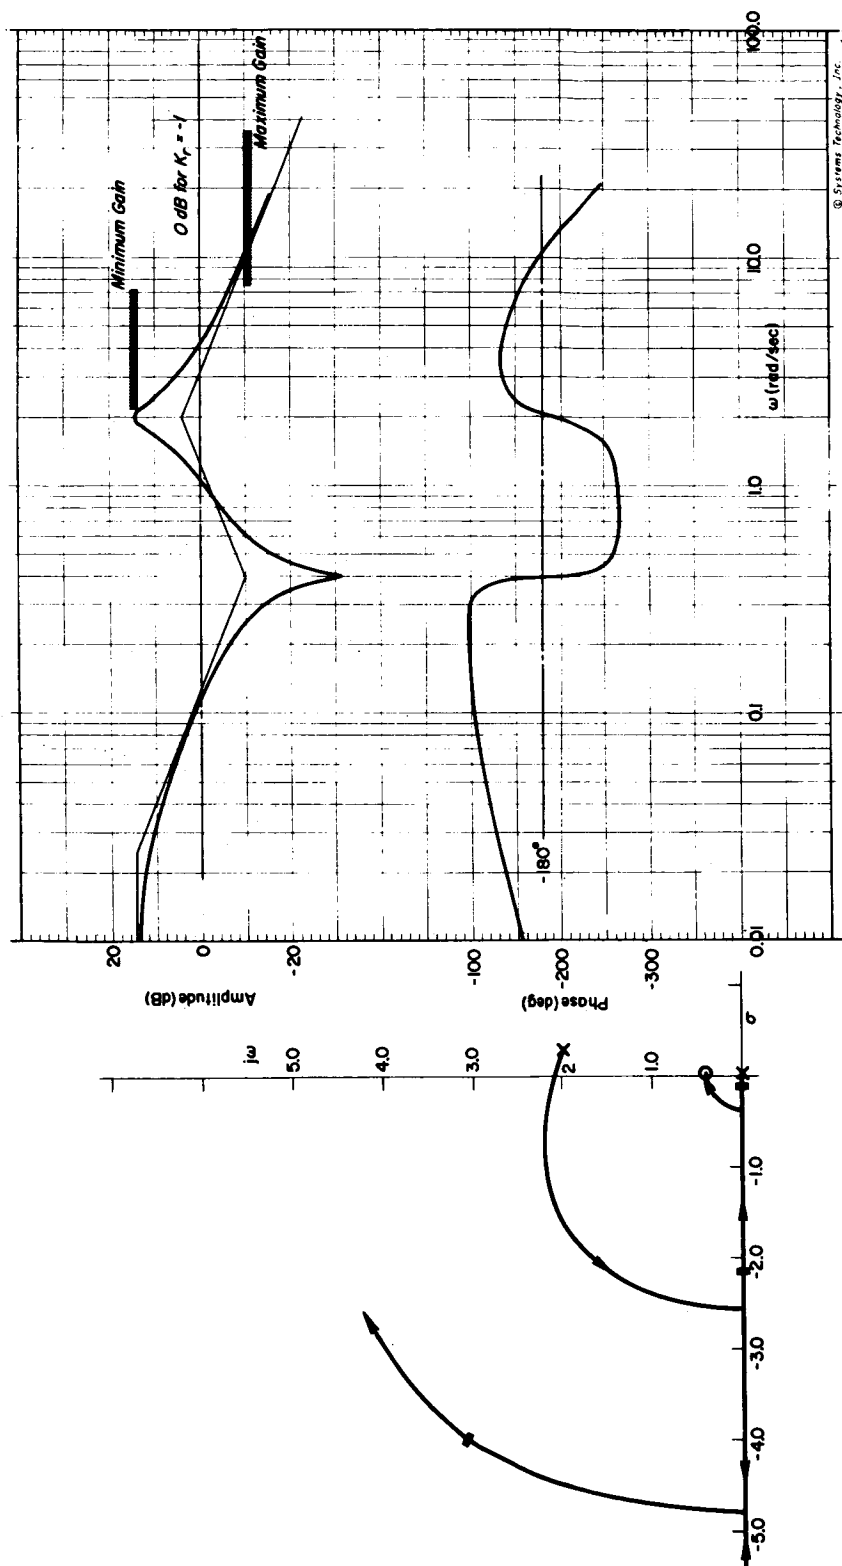 Minimum Gain
0 dB for Kr = -1
Maximum Gain
20
0
-20
Amplitude (dB)
-100
-200
-300
Phase (deg)
-180°
0.01
0.1
1.0
10.0
100.0
ω (rad/sec)
© Systems Technology, Inc.
jω
5.0
4.0
3.0
2
1.0
σ
-1.0
-2.0
-3.0
-4.0
-5.0